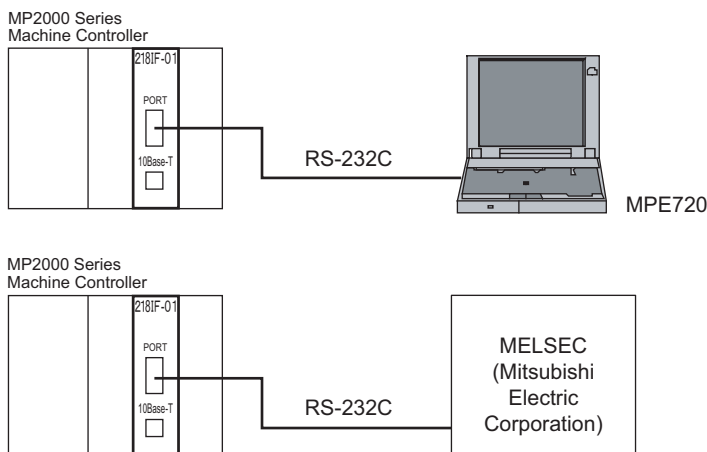 MP2000 Series
Machine Controller
218IF-01
PORT
10Base-T
RS-232C
MPE720
MP2000 Series
Machine Controller
218IF-01
PORT
10Base-T
RS-232C
MELSEC
(Mitsubishi
Electric
Corporation)